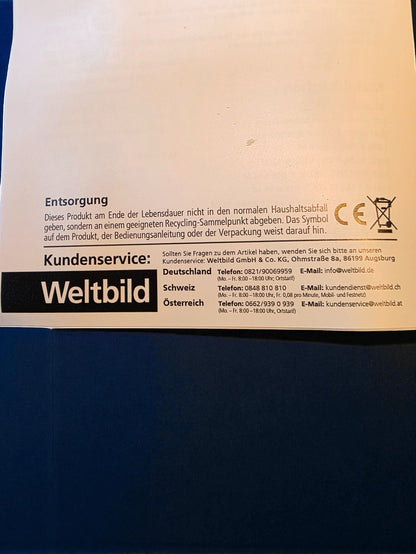 Entsorgung
Dieses Produkt am Ende der Lebensdauer nicht in den normalen Haushaltsabfall
geben, sondern an einem geeigneten Recycling-Sammelpunkt abgeben. Das Symbol
auf dem Produkt, der Bedienungsanleitung oder der Verpackung weist darauf hin.
CE
Kundenservice:
Sollten Sie Fragen zu dem Artikel haben, wenden Sie sich bitte an unseren
Kundenservice: Weltbild GmbH & Co. KG, Ohmstraße 8a, 86199 Augsburg
Weltbild
Deutschland Telefon: 0821/90069959 E-Mail: info@weltbild.de
(Mo. – Fr. 8:00 – 18:00 Uhr, Ortstarif)
Schweiz Telefon: 0848 810 810 E-Mail: kundendienst@weltbild.ch
(Mo. – Fr. 8:00 – 18:00 Uhr, Fr. 0,08 pro Minute, Mobil- und Festnetz)
Österreich Telefon: 0662/939 0 939 E-Mail: kundenservice@weltbild.at
(Mo. – Fr. 8:00 – 18:00 Uhr, Ortstarif)